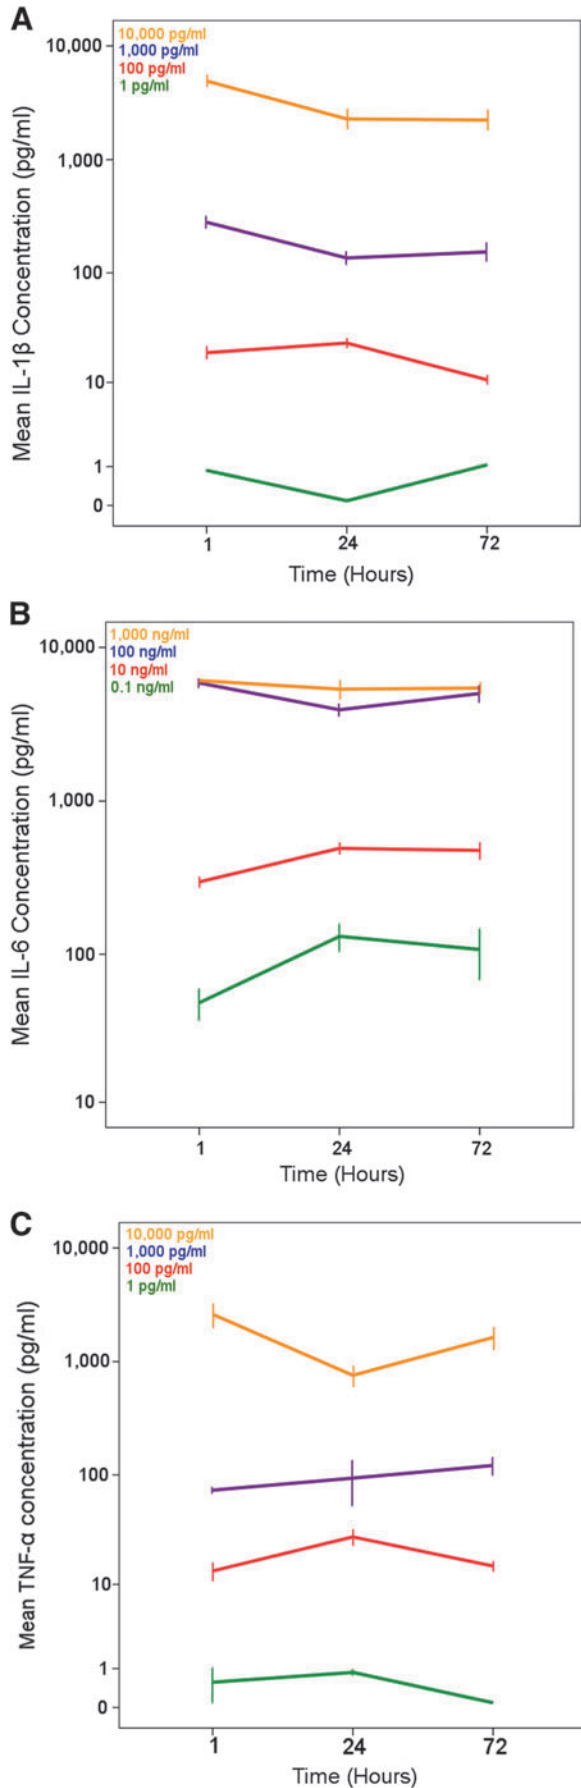 A
10,000 pg/ml
1,000 pg/ml
100 pg/ml
1 pg/ml
10,000
1,000
100
10
1
0
Mean IL-1β Concentration (pg/ml)
1 24 72
Time (Hours)
B
1,000 ng/ml
100 ng/ml
10 ng/ml
0.1 ng/ml
10,000
1,000
100
10
Mean IL-6 Concentration (pg/ml)
1 24 72
Time (Hours)
C
10,000 pg/ml
1,000 pg/ml
100 pg/ml
1 pg/ml
10,000
1,000
100
10
1
0
Mean TNF-α concentration (pg/ml)
1 24 72
Time (Hours)